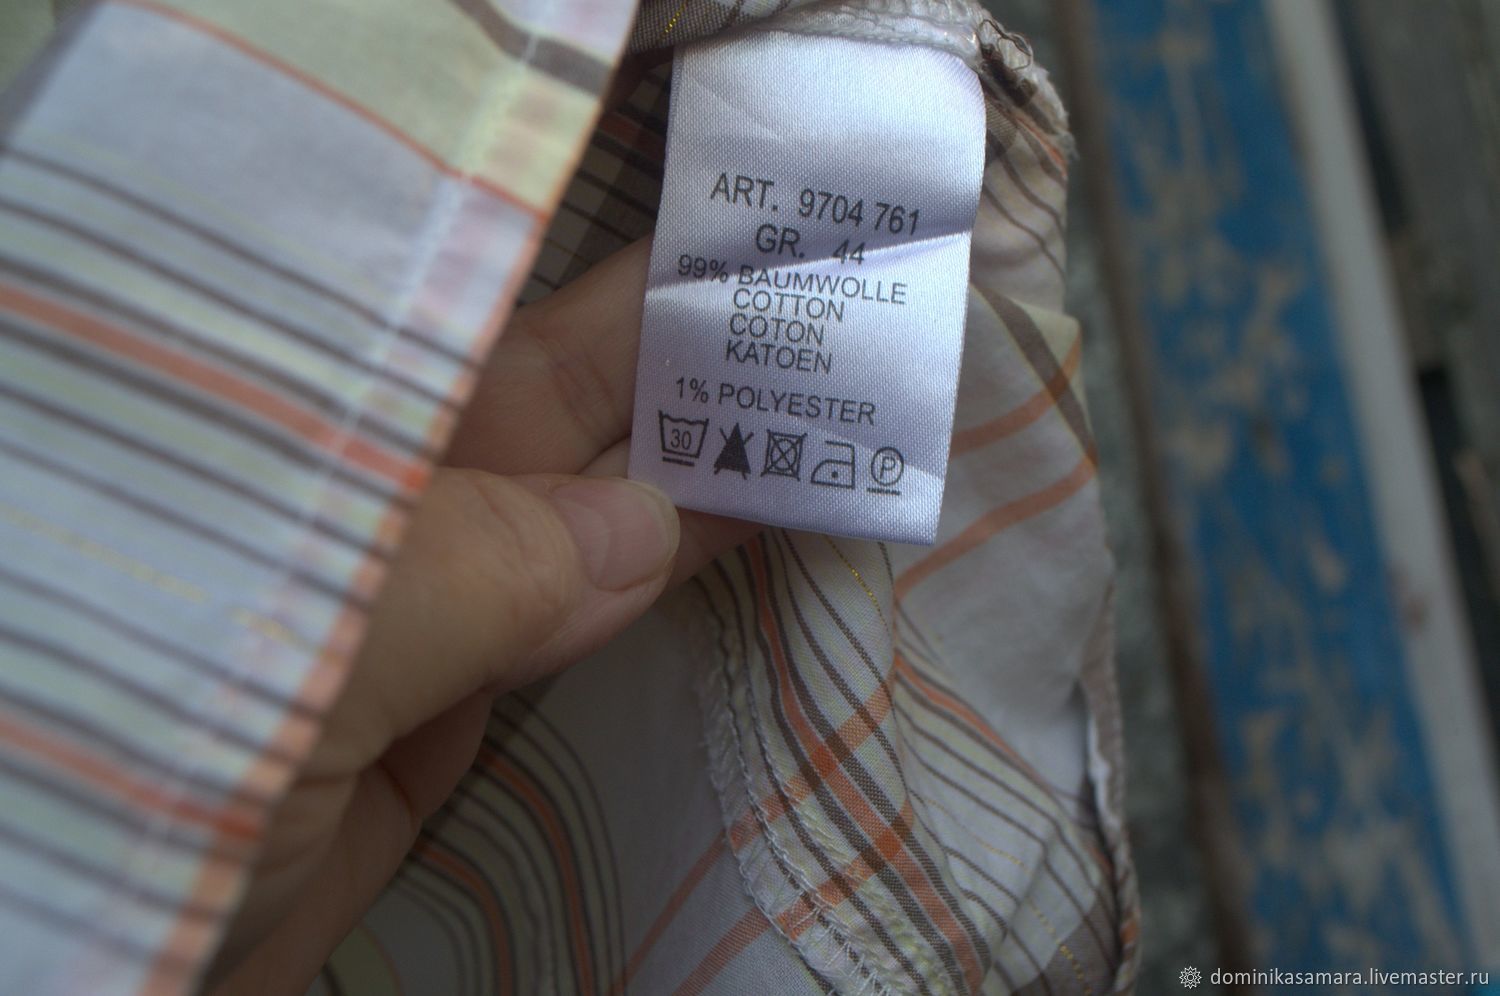 ART. 9704 761
GR. 44
99% BAUMWOLLE
COTTON
COTON
KATOEN
1% POLYESTER
30 P
dominikasamara.livemaster.ru